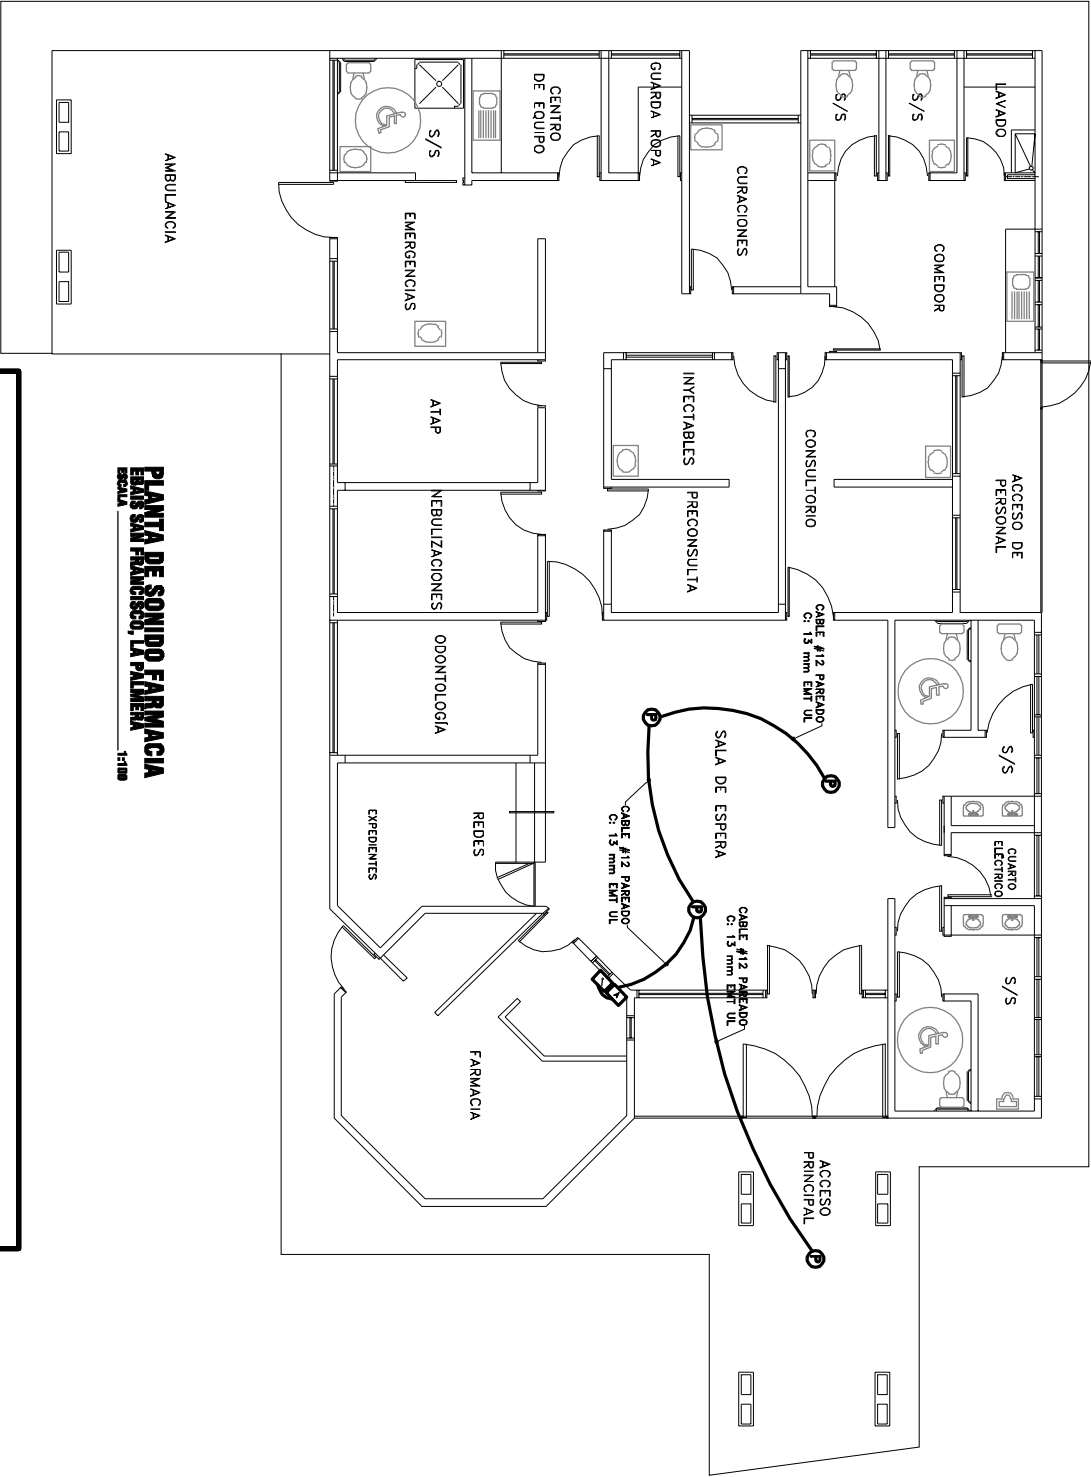 AMBULANCIA
S/S
EMERGENCIAS
CENTRO
DE EQUIPO
GUARDA ROPA
CURACIONES
S/S
S/S
LAVADO
COMEDOR
ATAP
NEBULIZACIONES
ODONTOLOGÍA
INYECTABLES
PRECONSULTA
CONSULTORIO
ACCESO DE
PERSONAL
CABLE #12 PAREADO
C: 13 mm EMT UL
SALA DE ESPERA
CABLE #12 PAREADO
C: 13 mm EMT UL
CABLE #12 PAREADO
C: 13 mm EMT UL
P
P
P
P
A
S/S
CUARTO
ELÉCTRICO
S/S
REDES
EXPEDIENTES
FARMACIA
ACCESO
PRINCIPAL
PLANTA DE SONIDO FARMACIA
EBAIS SAN FRANCISCO, LA PALMERA
ESCALA 1:100